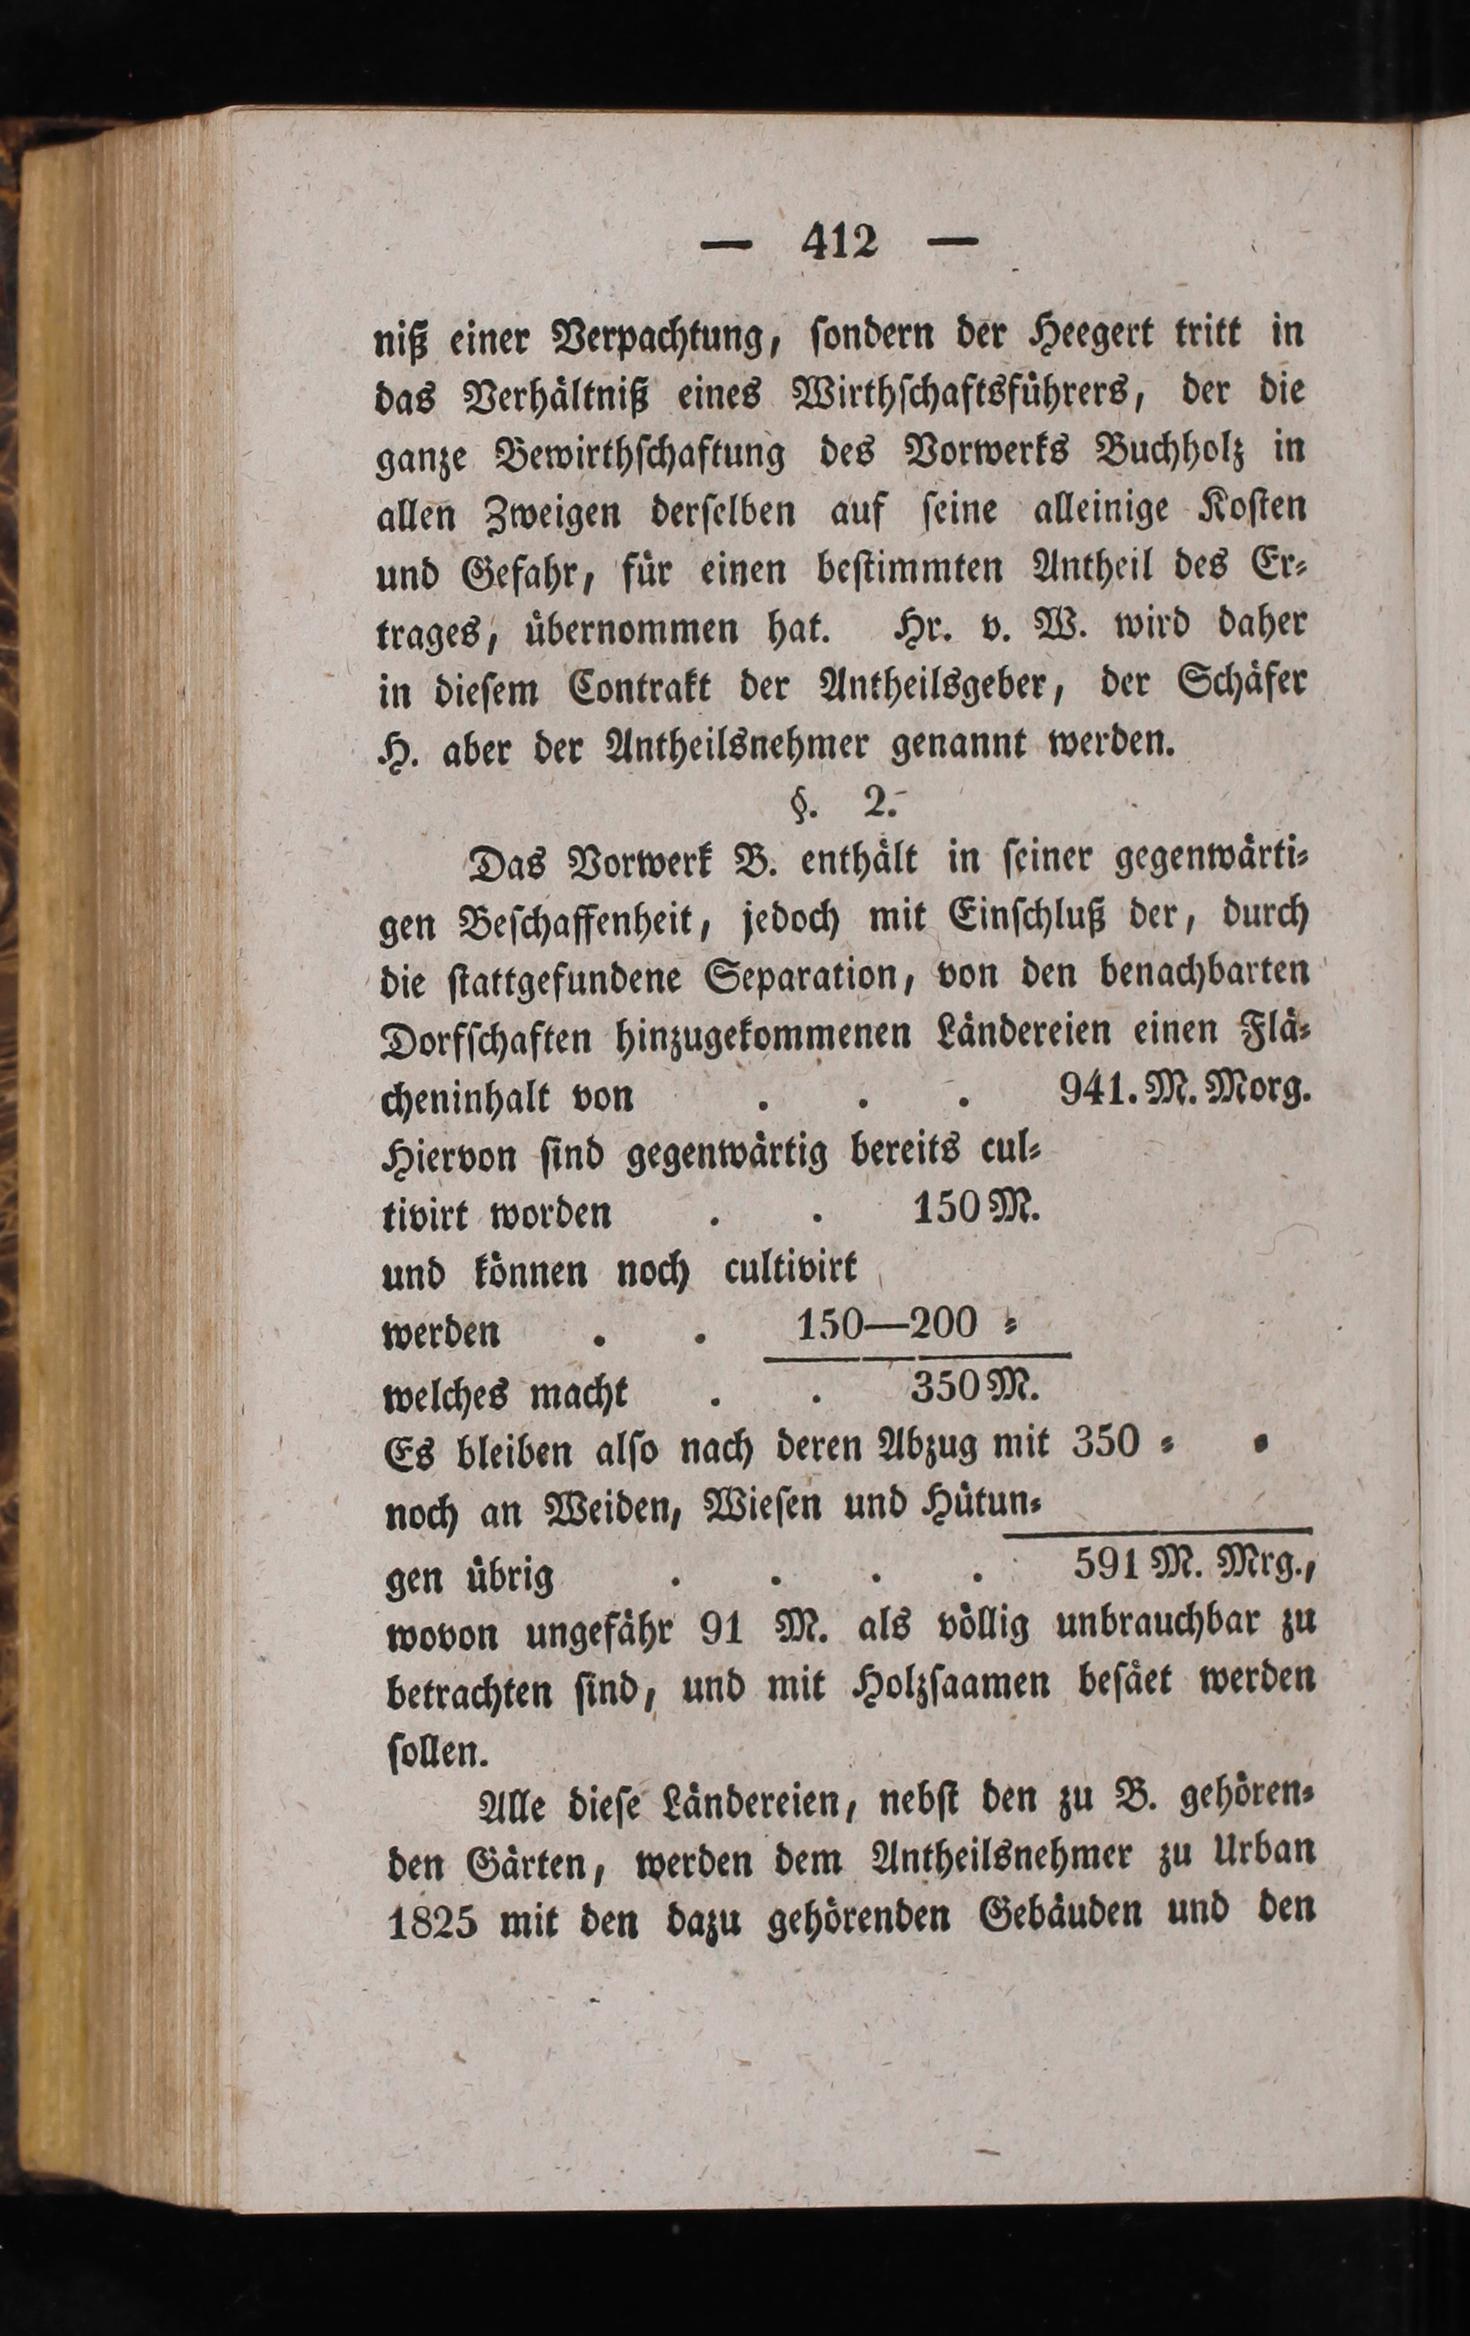 — 412 —
niß einer Verpachtung, ſondern der Heegert tritt in
das Verhältniß eines Wirthſchaftsführers, der die
ganze Bewirthſchaftung des Vorwerks Buchholz in
allen Zweigen derſelben auf ſeine alleinige Koſten
und Gefahr, für einen beſtimmten Antheil des Er⸗
trages, übernommen hat. Hr. v. W. wird daher
in dieſem Contrakt der Antheilsgeber, der Schäfer
H. aber der Antheilsnehmer genannt werden.
§. 2.
Das Vorwerk B. enthält in ſeiner gegenwärti⸗
gen Beſchaffenheit, jedoch mit Einſchluß der, durch
die ſtattgefundene Separation, von den benachbarten
Dorfſchaften hinzugekommenen Ländereien einen Flä⸗
cheninhalt von . . . 941. M. Morg.
Hiervon ſind gegenwärtig bereits cul⸗
tivirt worden . . 150 M.
und können noch cultivirt
werden . . 150—200 ⸗
welches macht . . 350 M.
Es bleiben alſo nach deren Abzug mit 350 ⸗ ⸗
noch an Weiden, Wieſen und Hütun⸗
gen übrig . . . . 591 M. Mrg.,
wovon ungefähr 91 M. als völlig unbrauchbar zu
betrachten ſind, und mit Holzſaamen beſäet werden
ſollen.
Alle dieſe Ländereien, nebſt den zu B. gehören⸗
den Gärten, werden dem Antheilsnehmer zu Urban
1825 mit den dazu gehörenden Gebäuden und den